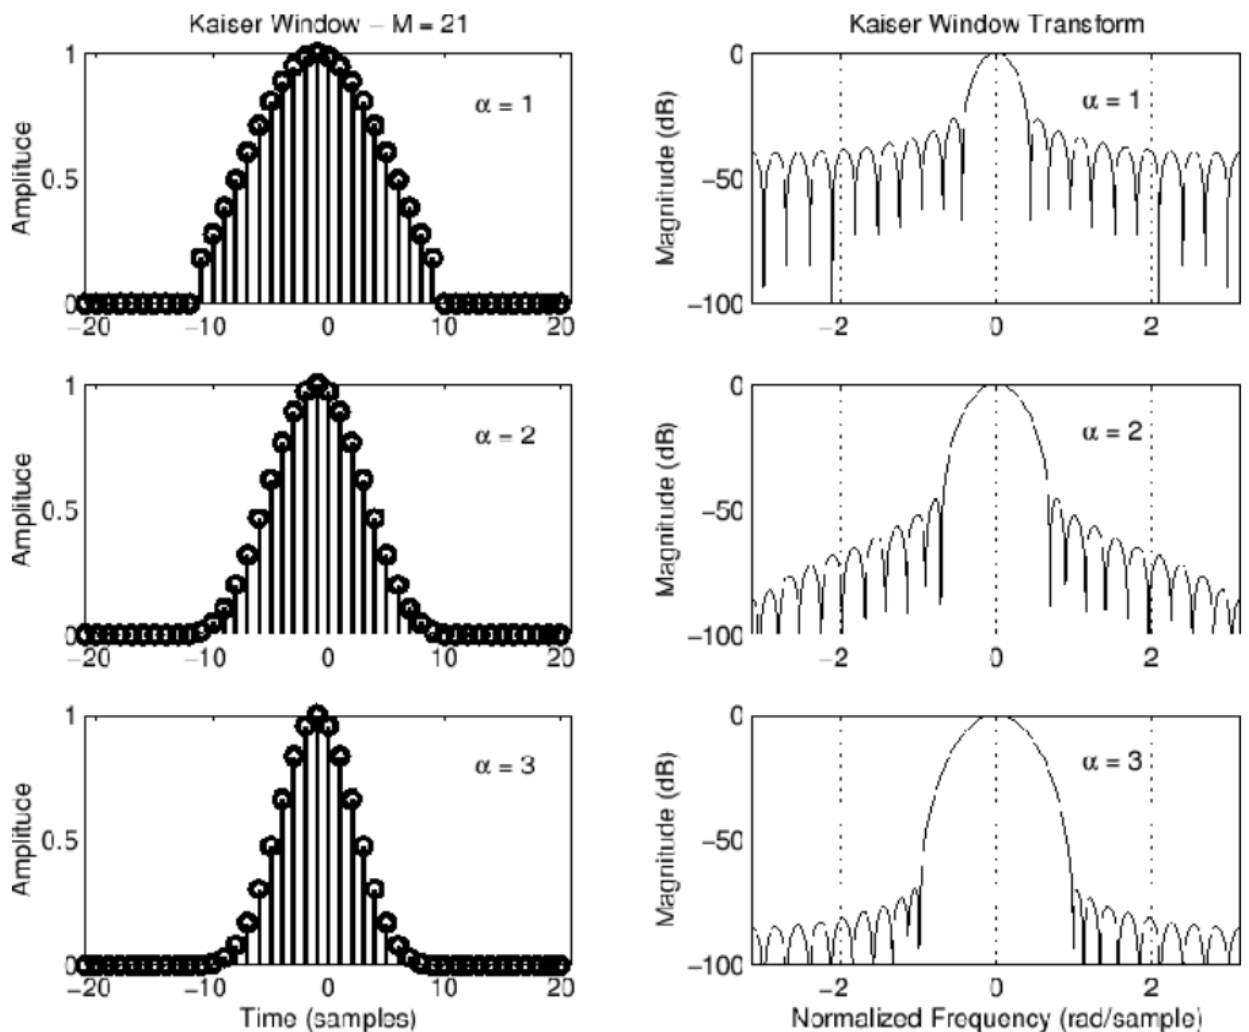 Kaiser Window – M = 21
Kaiser Window Transform
1
0.5
0
Amplitude
α = 1
−20
−10
0
10
20
0
−50
−100
Magnitude (dB)
α = 1
−2
0
2
1
0.5
0
Amplitude
α = 2
−20
−10
0
10
20
0
−50
−100
Magnitude (dB)
α = 2
−2
0
2
1
0.5
0
Amplitude
α = 3
−20
−10
0
10
20
Time (samples)
0
−50
−100
Magnitude (dB)
α = 3
−2
0
2
Normalized Frequency (rad/sample)